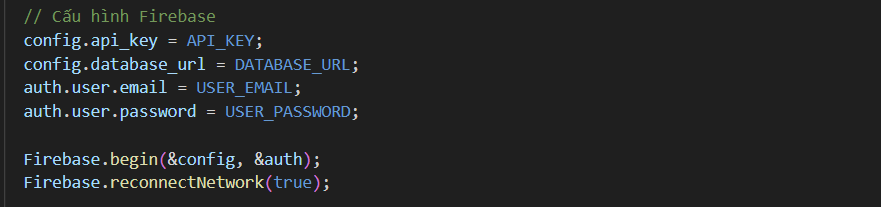 // Cấu hình Firebase
config.api_key = API_KEY;
config.database_url = DATABASE_URL;
auth.user.email = USER_EMAIL;
auth.user.password = USER_PASSWORD;
Firebase.begin(&config, &auth);
Firebase.reconnectNetwork(true);